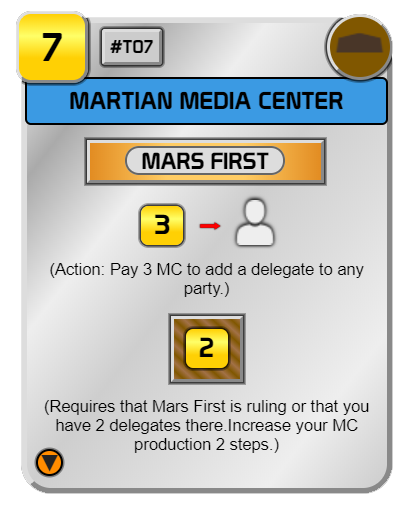 7
#T07
MARTIAN MEDIA CENTER
MARS FIRST
3
(Action: Pay 3 MC to add a delegate to any
party.)
2
(Requires that Mars First is ruling or that you
have 2 delegates there.Increase your MC
production 2 steps.)